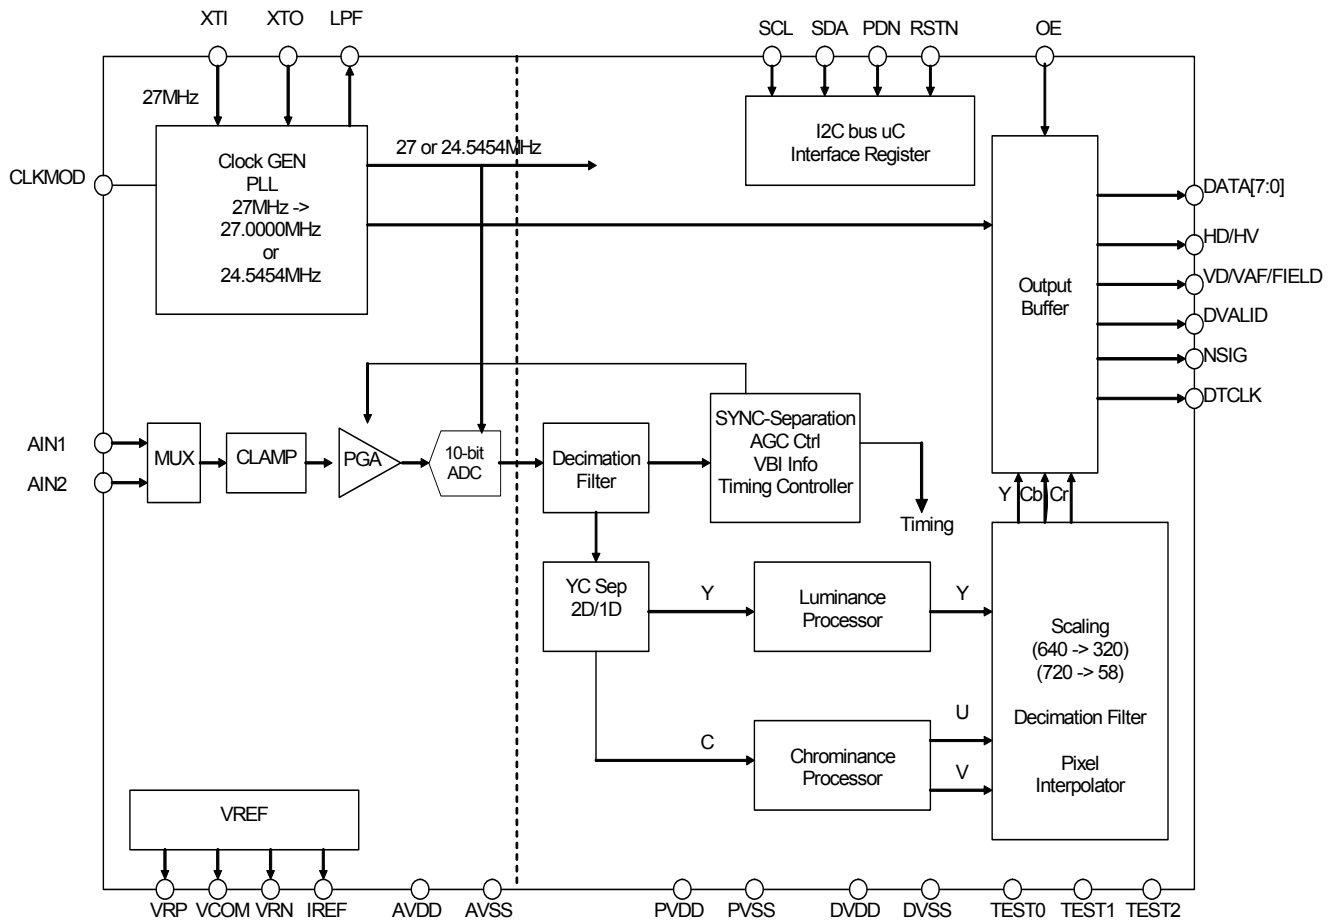 XTI XTO LPF
SCL SDA PDN RSTN OE
27MHz
CLKMOD
Clock GEN
PLL
27MHz ->
27.0000MHz
or
24.5454MHz
27 or 24.5454MHz
I2C bus uC
Interface Register
Output
Buffer
DATA[7:0]
HD/HV
VD/VAF/FIELD
DVALID
NSIG
DTCLK
AIN1
AIN2
MUX
CLAMP
PGA
10-bit
ADC
Decimation
Filter
SYNC-Separation
AGC Ctrl
VBI Info
Timing Controller
Timing
Y Cb Cr
YC Sep
2D/1D
Y
Luminance
Processor
Y
C
Chrominance
Processor
U
V
Scaling
(640 -> 320)
(720 -> 58)
Decimation Filter
Pixel
Interpolator
VREF
VRP VCOM VRN IREF AVDD AVSS PVDD PVSS DVDD DVSS TEST0 TEST1 TEST2